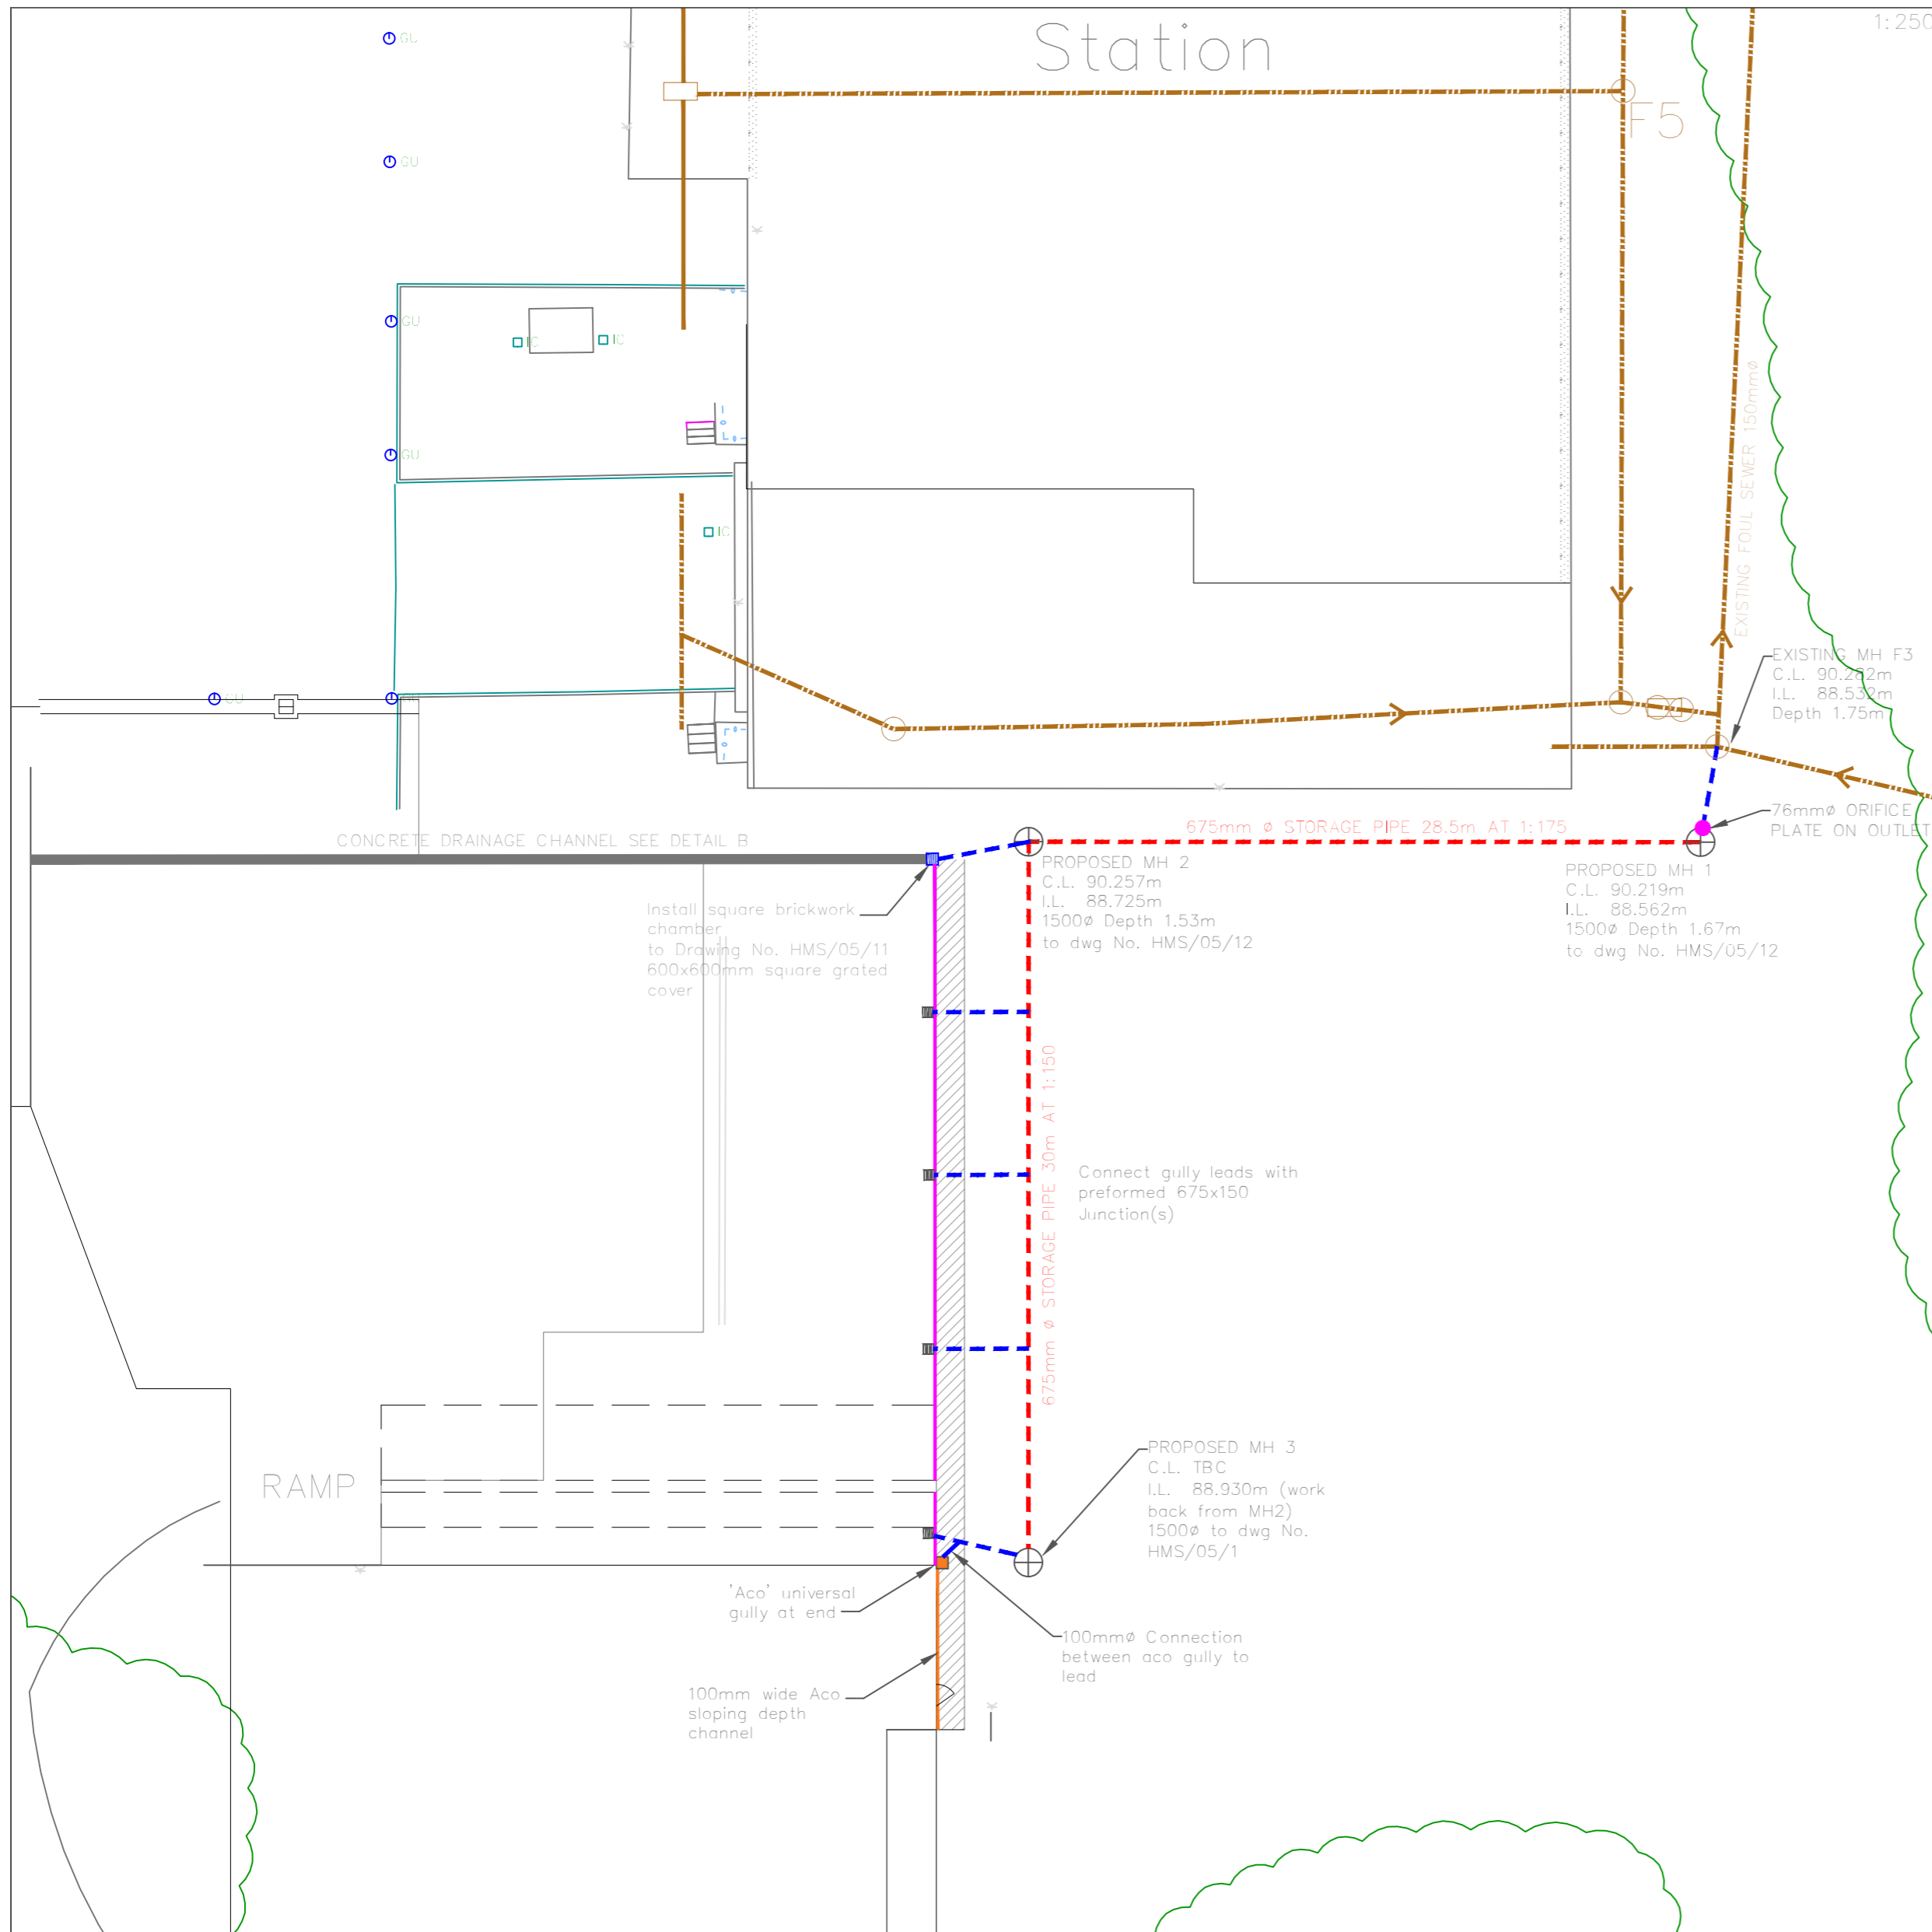 1:250
Station
GU
F5
GU
GU
IC
IC
EXISTING FOUL SEWER 150mmø
GU
IC
EXISTING MH F3
C.L. 90.282m
I.L. 88.532m
Depth 1.75m
GU
76mmø ORIFICE
PLATE ON OUTLET
CONCRETE DRAINAGE CHANNEL SEE DETAIL B
675mm ø STORAGE PIPE 28.5m AT 1:175
PROPOSED MH 2
C.L. 90.257m
I.L. 88.725m
1500ø Depth 1.53m
to dwg No. HMS/05/12
PROPOSED MH 1
C.L. 90.219m
I.L. 88.562m
1500ø Depth 1.67m
to dwg No. HMS/05/12
Install square brickwork
chamber
to Drawing No. HMS/05/11
600x600mm square grated
cover
675mm ø STORAGE PIPE 30m AT 1:150
Connect gully leads with
preformed 675x150
Junction(s)
RAMP
PROPOSED MH 3
C.L. TBC
I.L. 88.930m (work
back from MH2)
1500ø to dwg No.
HMS/05/1
'Aco' universal
gully at end
100mmø Connection
between aco gully to
lead
100mm wide Aco
sloping depth
channel